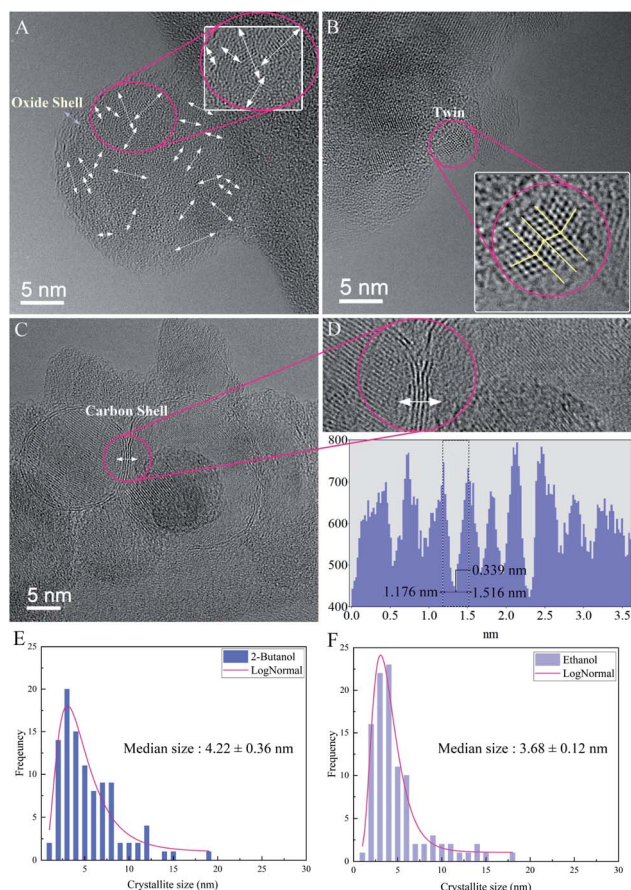 A
Oxide Shell
5 nm
B
Twin
5 nm
C
Carbon Shell
5 nm
D
800
700
600
500
400
0.339 nm
1.176 nm
1.516 nm
0.0
0.5
1.0
1.5
2.0
2.5
3.0
3.5
nm
E
2-Butanol
LogNormal
Median size : 4.22 ± 0.36 nm
Frequency
25
20
15
10
5
0
5
10
15
20
25
30
Crystallite size (nm)
F
Ethanol
LogNormal
Median size : 3.68 ± 0.12 nm
Frequency
20
15
10
5
0
5
10
15
20
25
30
Crystallite size (nm)